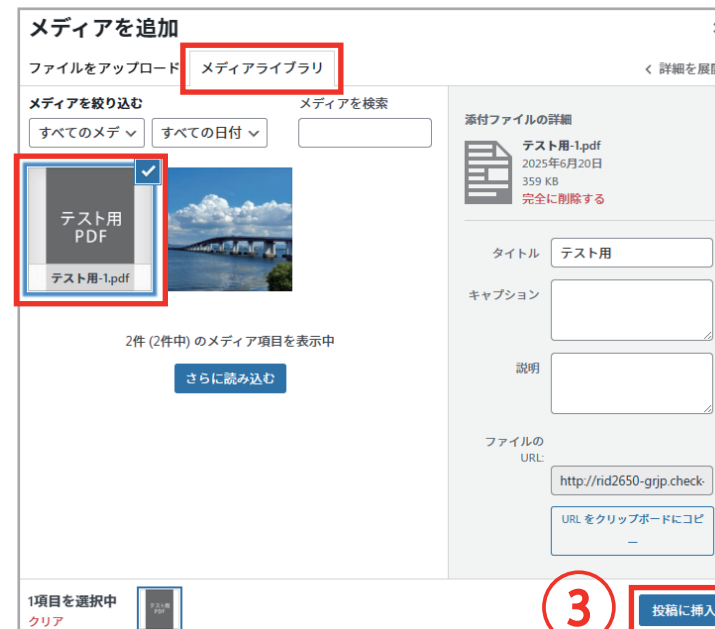 メディアを追加
ファイルをアップロード
メディアライブラリ
詳細を展
メディアを絞り込む
メディアを検索
すべてのメデ
すべての日付
テスト用
PDF
テスト用-1.pdf
2件 (2件中) のメディア項目を表示中
さらに読み込む
添付ファイルの詳細
テスト用-1.pdf
2025年6月20日
359 KB
完全に削除する
タイトル
テスト用
キャプション
説明
ファイルの
URL:
http://rid2650-grjp.check-
URL をクリップボードにコピ
ー
1項目を選択中
クリア
テスト用
PDF
3
投稿に挿入